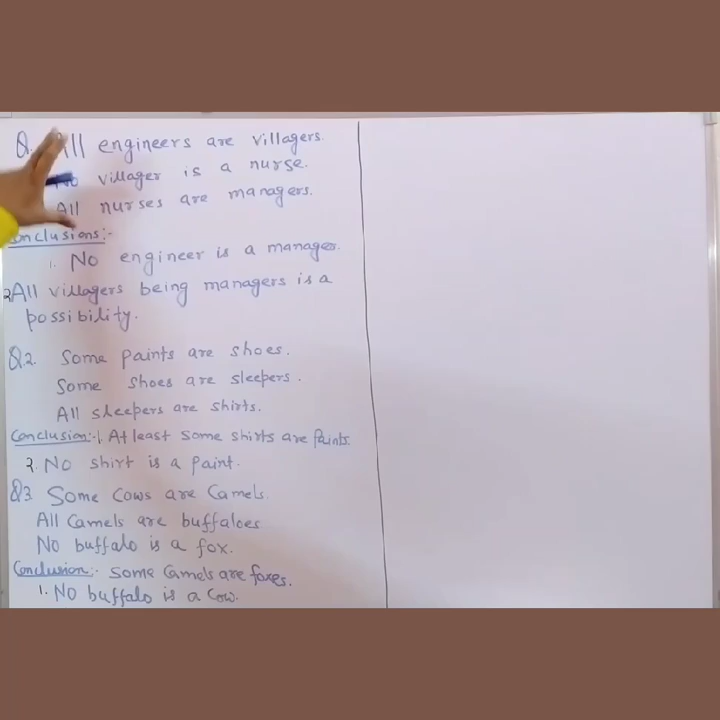 Q. All engineers are villagers.
No villager is a nurse.
All nurses are managers.
Conclusions:-
1. No engineer is a manager.
2 All villagers being managers is a
possibility.
Q2. Some paints are shoes.
Some shoes are sleepers.
All sleepers are shirts.
Conclusion:-1. At least some shirts are Paints.
2. No shirt is a paint.
Q3 Some Cows are Camels.
All Camels are buffaloes
No buffalo is a fox.
Conclusion:- Some Camels are foxes.
1. No buffalo is a Cow.